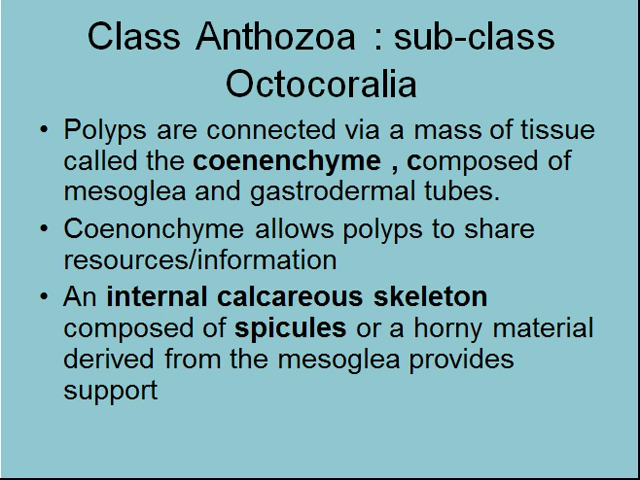 Class Anthozoa : sub-class
Octocoralia
• Polyps are connected via a mass of tissue
called the coenenchyme , composed of
mesoglea and gastrodermal tubes.
• Coenonchyme allows polyps to share
resources/information
• An internal calcareous skeleton
composed of spicules or a horny material
derived from the mesoglea provides
support